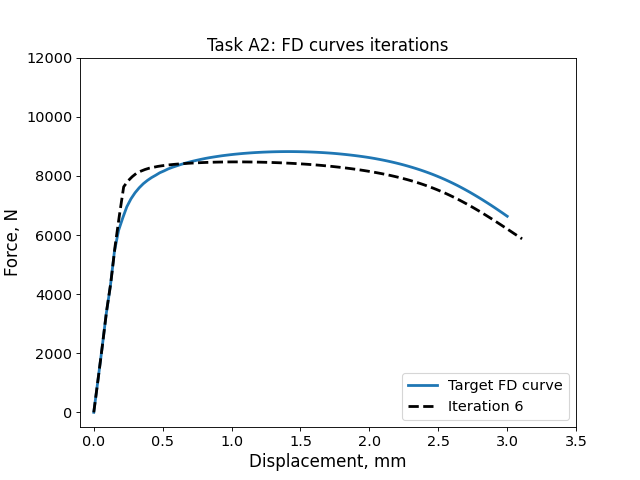 Task A2: FD curves iterations
12000
10000
8000
6000
4000
2000
0
Force, N
Target FD curve
Iteration 6
0.0 0.5 1.0 1.5 2.0 2.5 3.0 3.5
Displacement, mm